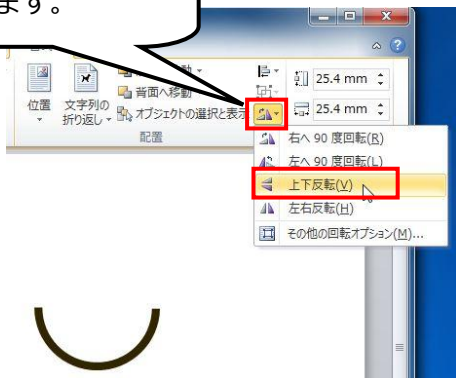 ます。
25.4 mm
背面へ移動
位置
文字列の
折り返し
オブジェクトの選択と表示
25.4 mm
配置
右へ 90 度回転(R)
左へ 90 度回転(L)
上下反転(V)
左右反転(H)
その他の回転オプション(M)...